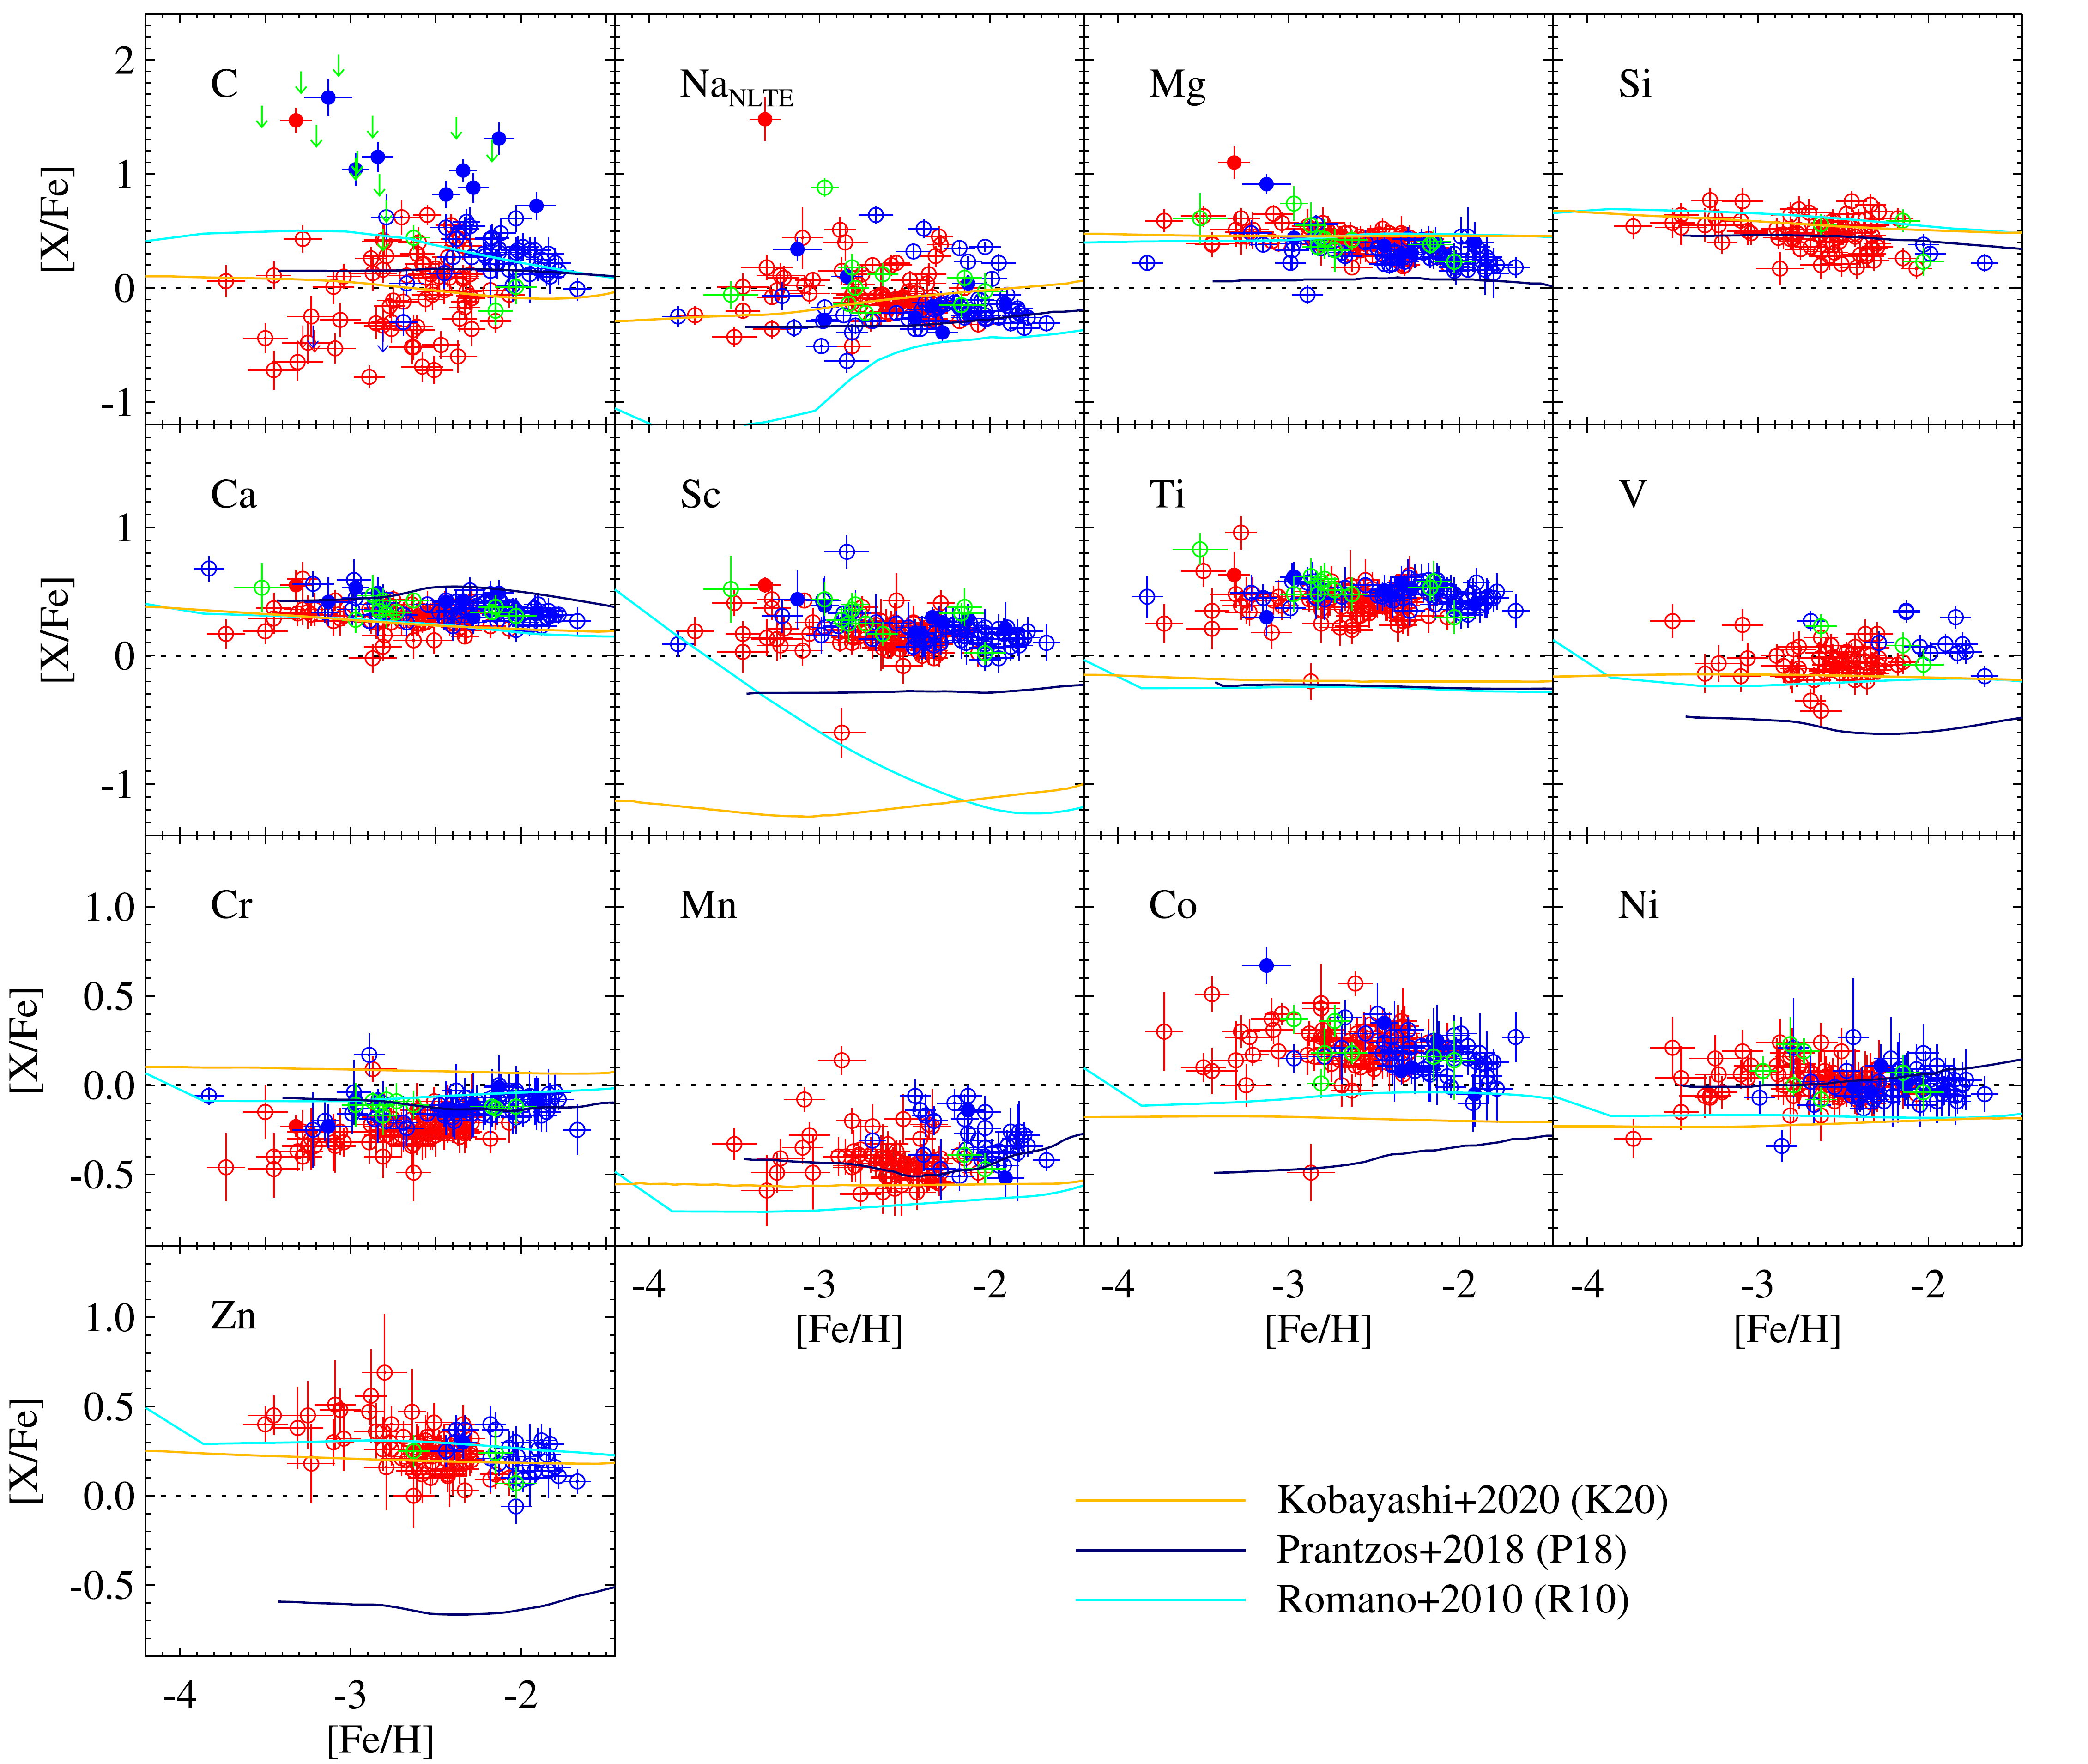 C
Na_NLTE
Mg
Si
2
1
0
-1
[X/Fe]
Ca
Sc
Ti
V
1
0
-1
[X/Fe]
Cr
Mn
Co
Ni
1.0
0.5
0.0
-0.5
[X/Fe]
-4 -3 -2
[Fe/H]
-4 -3 -2
[Fe/H]
-4 -3 -2
[Fe/H]
Zn
1.0
0.5
0.0
-0.5
[X/Fe]
-4 -3 -2
[Fe/H]
Kobayashi+2020 (K20)
Prantzos+2018 (P18)
Romano+2010 (R10)